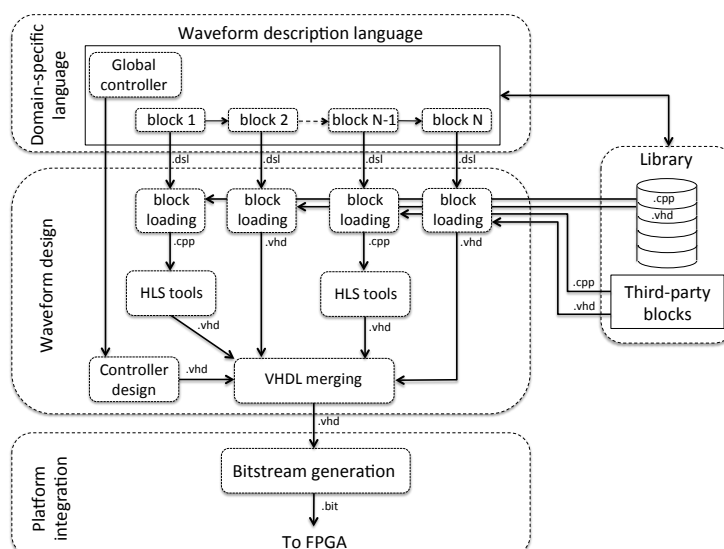 Waveform description language
Domain-specific
language
Global
controller
block 1
block 2
block N-1
block N
.dsl
.dsl
.dsl
.dsl
Library
.cpp
.vhd
Third-party
blocks
.cpp
.vhd
Waveform design
block
loading
block
loading
block
loading
block
loading
.cpp
.vhd
.cpp
.vhd
HLS tools
HLS tools
.vhd
.vhd
Controller
design
.vhd
VHDL merging
.vhd
Platform
integration
Bitstream generation
.bit
To FPGA